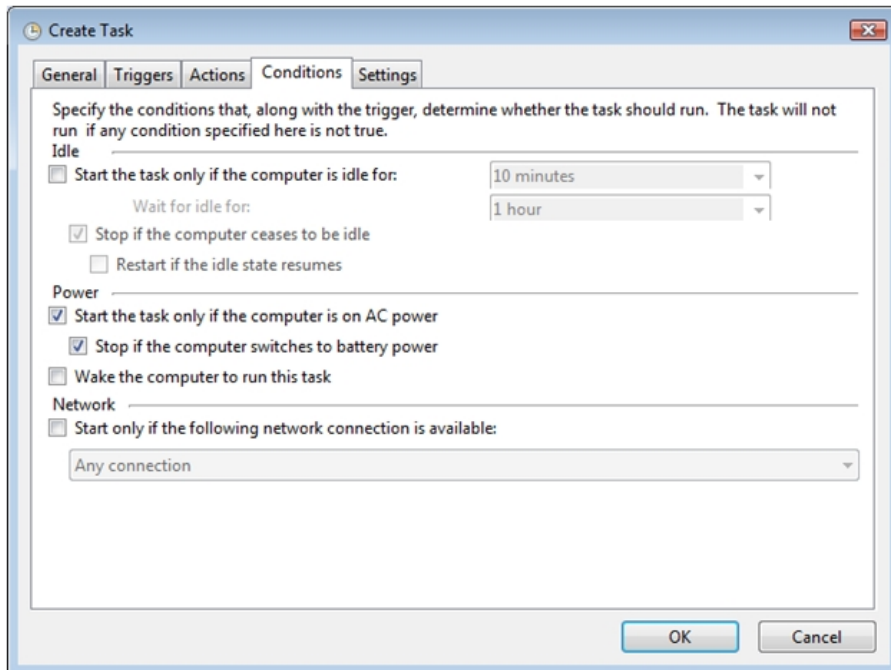 Create Task
General Triggers Actions Conditions Settings
Specify the conditions that, along with the trigger, determine whether the task should run. The task will not
run if any condition specified here is not true.
Idle
Start the task only if the computer is idle for: 10 minutes
Wait for idle for: 1 hour
Stop if the computer ceases to be idle
Restart if the idle state resumes
Power
Start the task only if the computer is on AC power
Stop if the computer switches to battery power
Wake the computer to run this task
Network
Start only if the following network connection is available:
Any connection
OK Cancel